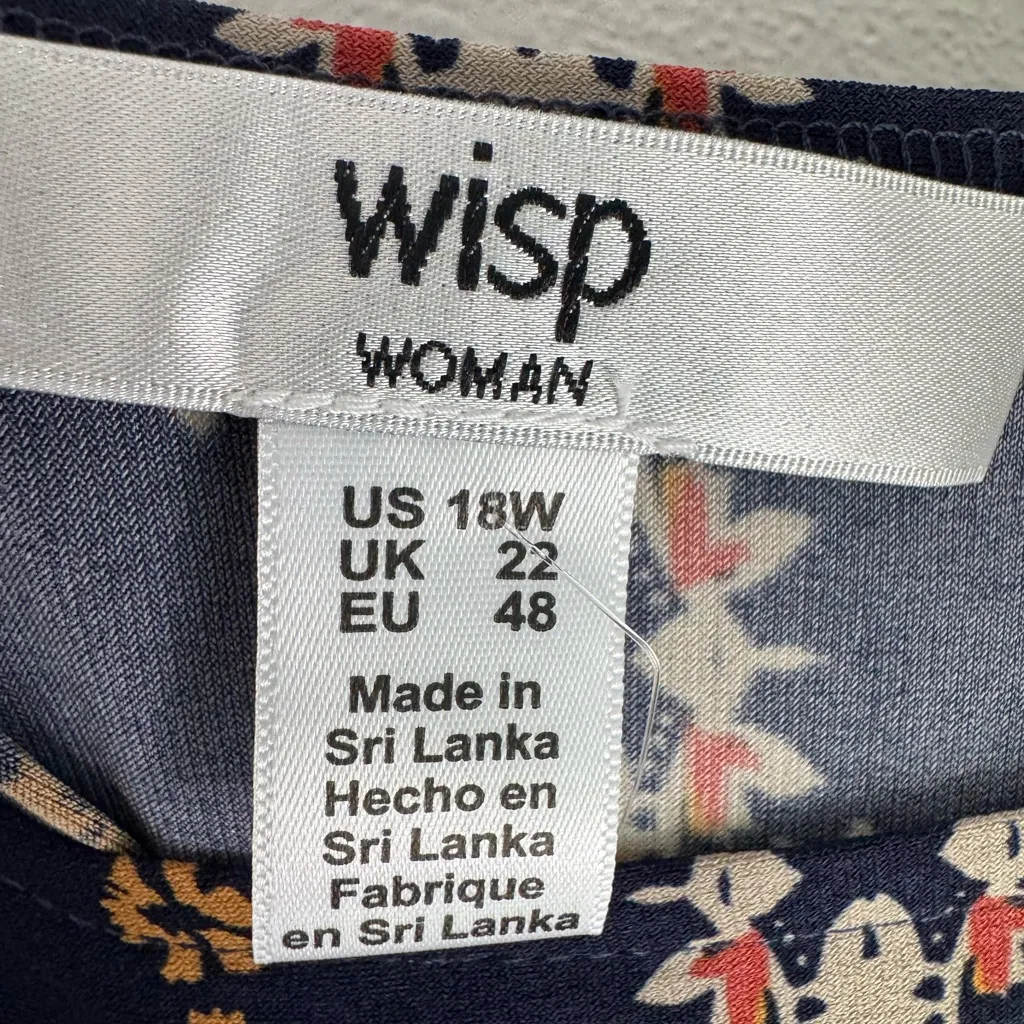 wisp
WOMAN
US 18W
UK 22
EU 48
Made in
Sri Lanka
Hecho en
Sri Lanka
Fabrique
en Sri Lanka